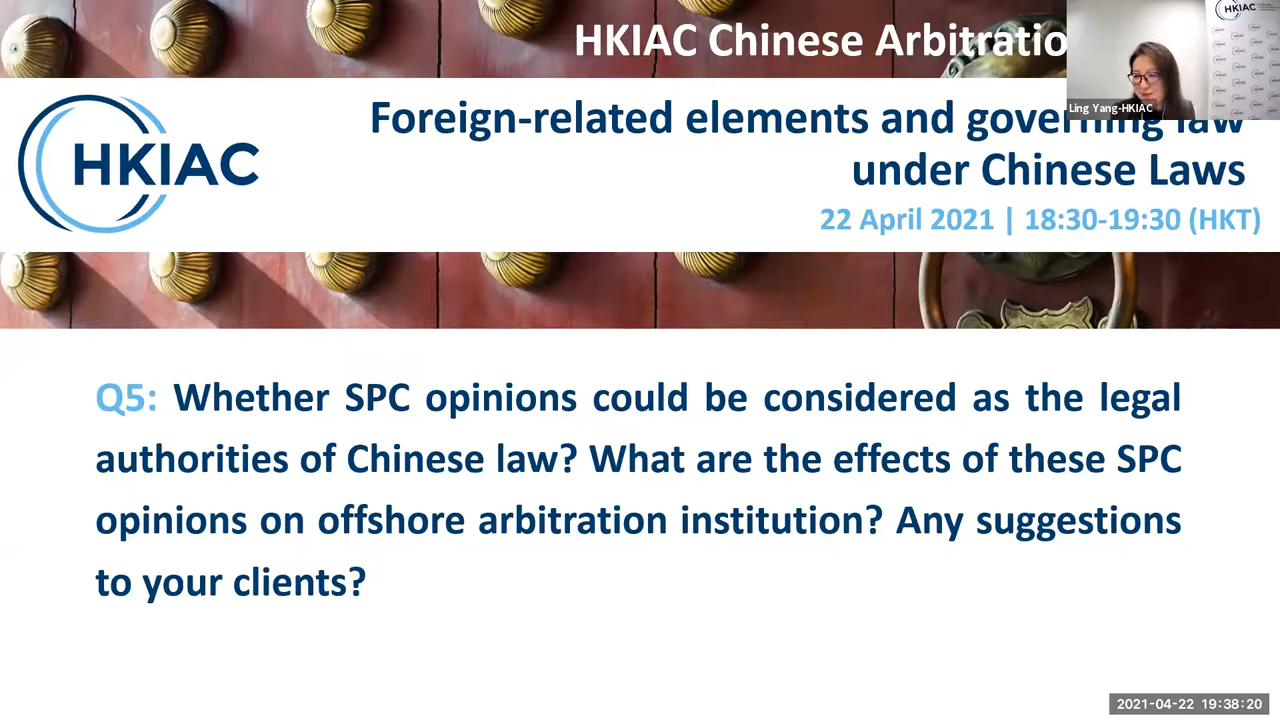 HKIAC Chinese Arbitratio
HKIAC
Ling Yang-HKIAC
HKIAC
Foreign-related elements and governing law
under Chinese Laws
22 April 2021 | 18:30-19:30 (HKT)
Q5: Whether SPC opinions could be considered as the legal
authorities of Chinese law? What are the effects of these SPC
opinions on offshore arbitration institution? Any suggestions
to your clients?
2021-04-22 19:38:20